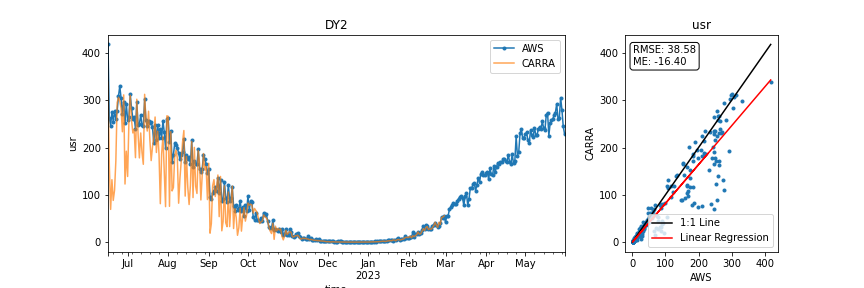 DY2
usr
400
300
200
100
0
usr
AWS
CARRA
Jul
Aug
Sep
Oct
Nov
Dec
Jan
2023
Feb
Mar
Apr
May
time
usr
400
300
200
100
0
CARRA
RMSE: 38.58
ME: -16.40
1:1 Line
Linear Regression
0
100
200
300
400
AWS